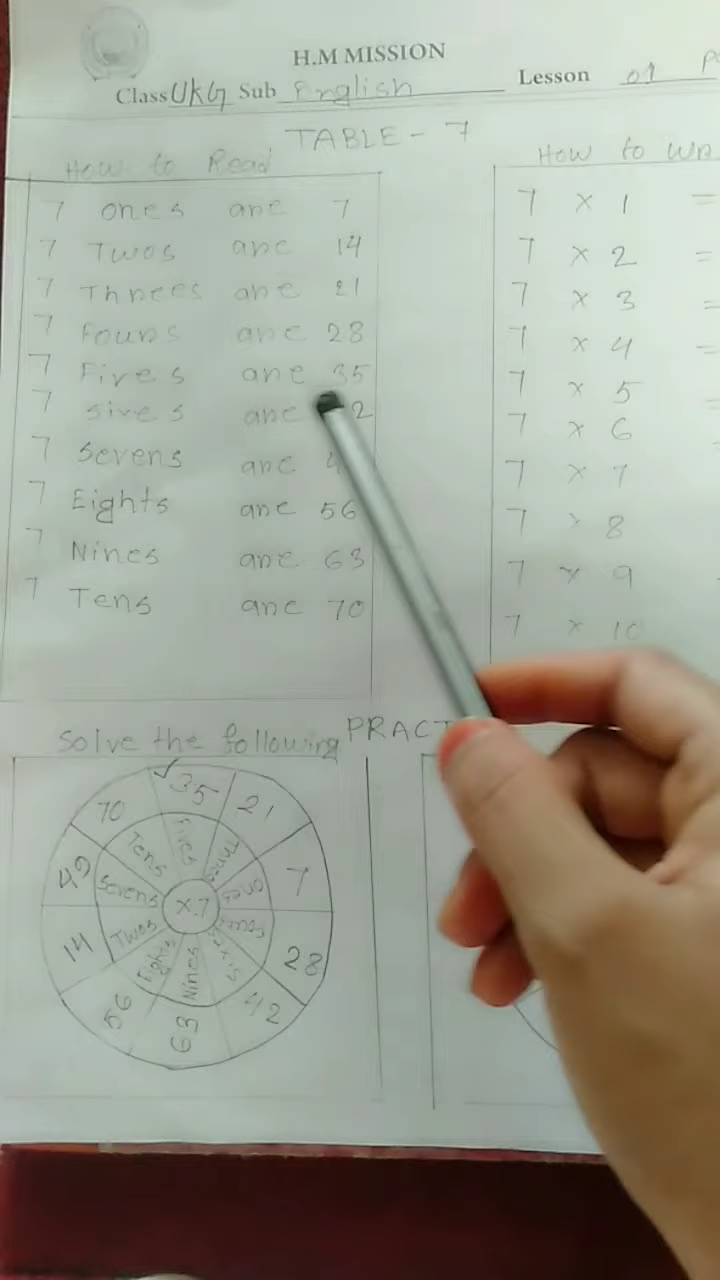 H.M MISSION
Class UKG Sub English Lesson 01
TABLE - 7
How to Read
7 ones are 7
7 Twos are 14
7 Threes are 21
7 Fours are 28
7 Fives are 35
7 sixes are 2
7 Sevens are 4
7 Eights are 56
7 Nines are 63
7 Tens are 70
How to
7 × 1 =
7 × 2 =
7 × 3 =
7 × 4 =
7 × 5
7 × 6
7 × 7
7 × 8
7 × 9
7 × 10
PRACT
Solve the following
35
21
7
28
42
63
56
14
49
70
Fives
Threes
ones
Fours
Sixes
Nines
Eights
Twos
Sevens
Tens
×7